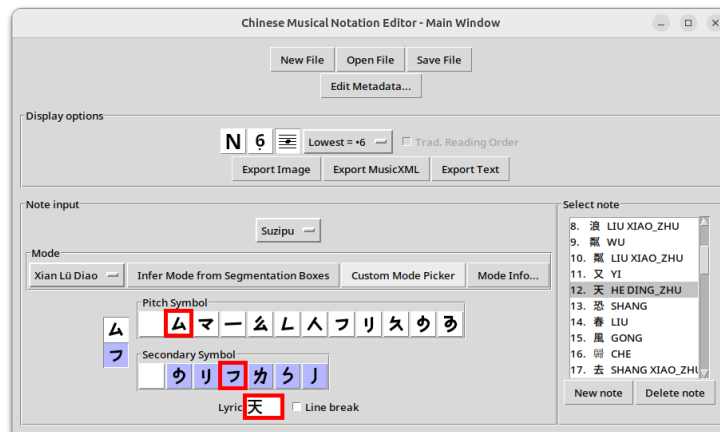 Chinese Musical Notation Editor - Main Window
New File Open File Save File
Edit Metadata...
Display options
N 6̣ Lowest = •6 Trad. Reading Order
Export Image Export MusicXML Export Text
Note input
Suzipu
Mode
Xian Lü Diao Infer Mode from Segmentation Boxes Custom Mode Picker Mode Info...
Pitch Symbol
Secondary Symbol
Lyric 天 Line break
Select note
8. 浪 LIU XIAO_ZHU
9. 粼 WU
10. 粼 LIU XIAO_ZHU
11. 又 YI
12. 天 HE DING_ZHU
13. 恐 SHANG
14. 春 LIU
15. 風 GONG
16. CHE
17. 去 SHANG XIAO_ZHU
New note Delete note